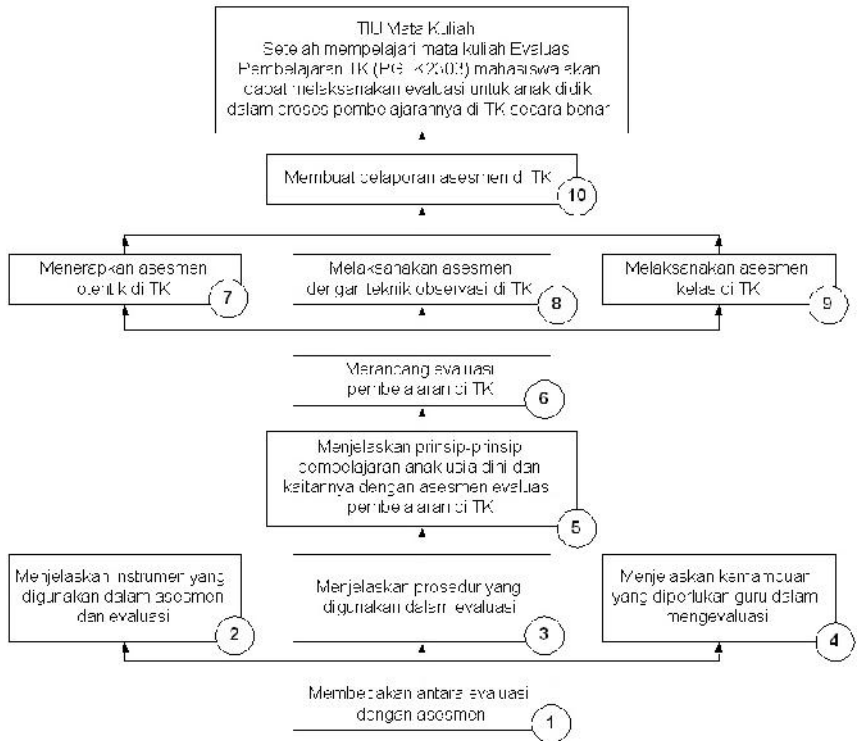 TIU Mata Kuliah
Setelah mempelajari mata kuliah Evaluas
Pembelajaran TK (PGTK2303) mahasiswa akan
dapat melaksanakan evaluasi untuk anak didik
dalam proses pembelajarannya di TK secara benar
Membuat pelaporan asesmen di TK
10
Menerapkan asesmen
otentik di TK
7
Melaksanakan asesmen
dengan teknik observasi di TK
8
Melaksanakan asesmen
kelas di TK
9
Merancang evaluasi
pembelajaran di TK
6
Menjelaskan prinsip-prinsip
pembelajaran anak usia dini dan
kaitannya dengan asesmen evaluas
pembelajaran di TK
5
Menjelaskan instrumen yang
digunakan dalam asesmen
dan evaluasi
2
Menjelaskan prosedur yang
digunakan dalam evaluasi
3
Menjelaskan kemampuan
yang diperlukan guru dalam
mengevaluasi
4
Membedakan antara evaluasi
dengan asesmen
1